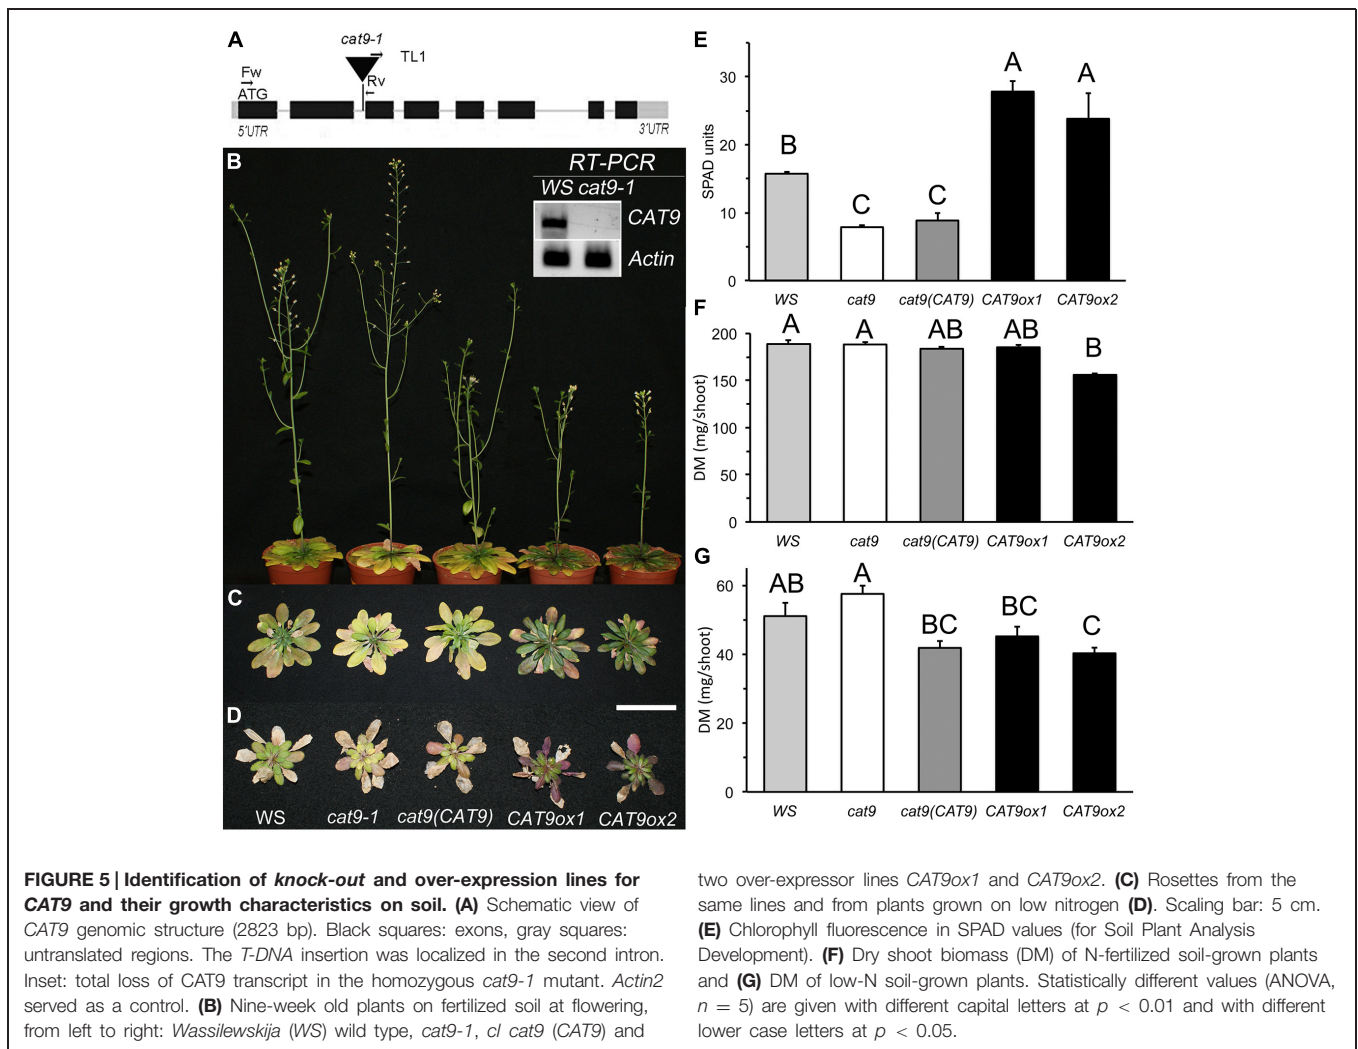 A
cat9-1
TL1
Fw
Rv
ATG
5'UTR
3'UTR
B
RT-PCR
WS cat9-1
CAT9
Actin
C
D
WS
cat9-1
cat9(CAT9)
CAT9ox1
CAT9ox2
E
SPAD units
30
20
10
0
B
C
C
A
A
WS
cat9
cat9(CAT9)
CAT9ox1
CAT9ox2
F
DM (mg/shoot)
200
150
100
50
0
A
A
AB
AB
B
WS
cat9
cat9(CAT9)
CAT9ox1
CAT9ox2
G
DM (mg/shoot)
60
40
20
0
AB
A
BC
BC
C
WS
cat9
cat9(CAT9)
CAT9ox1
CAT9ox2
FIGURE 5 | Identification of knock-out and over-expression lines for
CAT9 and their growth characteristics on soil. (A) Schematic view of
CAT9 genomic structure (2823 bp). Black squares: exons, gray squares:
untranslated regions. The T-DNA insertion was localized in the second intron.
Inset: total loss of CAT9 transcript in the homozygous cat9-1 mutant. Actin2
served as a control. (B) Nine-week old plants on fertilized soil at flowering,
from left to right: Wassilewskija (WS) wild type, cat9-1, cl cat9 (CAT9) and
two over-expressor lines CAT9ox1 and CAT9ox2. (C) Rosettes from the
same lines and from plants grown on low nitrogen (D). Scaling bar: 5 cm.
(E) Chlorophyll fluorescence in SPAD values (for Soil Plant Analysis
Development). (F) Dry shoot biomass (DM) of N-fertilized soil-grown plants
and (G) DM of low-N soil-grown plants. Statistically different values (ANOVA,
n = 5) are given with different capital letters at p < 0.01 and with different
lower case letters at p < 0.05.